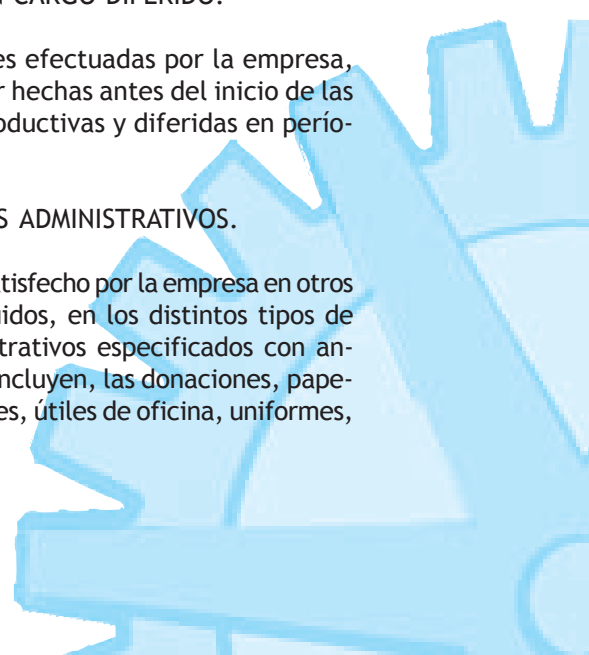 CARGO DIFERIDO.
es efectuadas por la empresa,
r hechas antes del inicio de las
oductivas y diferidas en perío-
S ADMINISTRATIVOS.
tisfecho por la empresa en otros
uidos, en los distintos tipos de
trativos especificados con an-
ncluyen, las donaciones, pape-
es, útiles de oficina, uniformes,